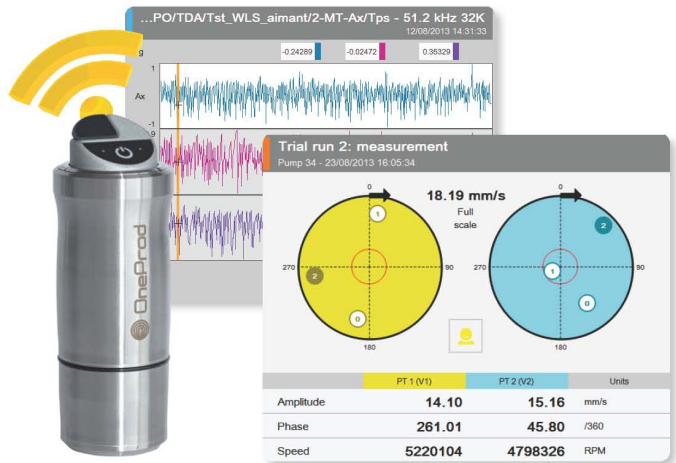 ...PO/TDA/Tst_WLS_aimant/2-MT-Ax/Tps - 51.2 kHz 32K
12/08/2013 14:31:33
g
-0.24289 -0.02472 0.35329
1
Ax
-1
.9
OneProd
Trial run 2: measurement
Pump 34 - 23/08/2013 16:05:34
18.19 mm/s
Full
scale
0 0
1 2
270 90 270 90
2 1
0 0
180 180
PT 1 (V1) PT 2 (V2) Units
Amplitude 14.10 15.16 mm/s
Phase 261.01 45.80 /360
Speed 5220104 4798326 RPM